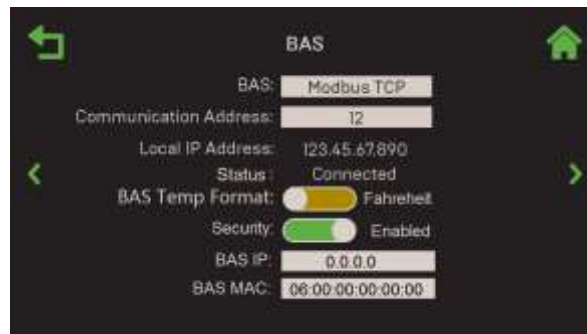 BAS
BAS: Modbus TCP
Communication Address: 12
Local IP Address: 123.45.67.890
Status : Connected
BAS Temp Format: Fahreheit
Security: Enabled
BAS IP: 0.0.0.0
BAS MAC: 06:00:00:00:00:00